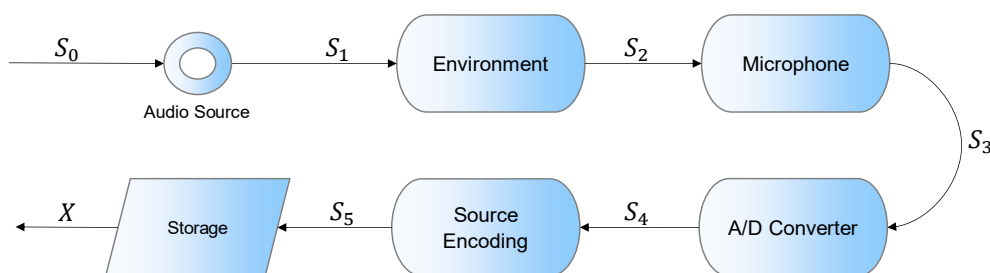 S₀
S₁
S₂
Environment
Microphone
Audio Source
S₃
X
S₅
S₄
Storage
Source
Encoding
A/D Converter